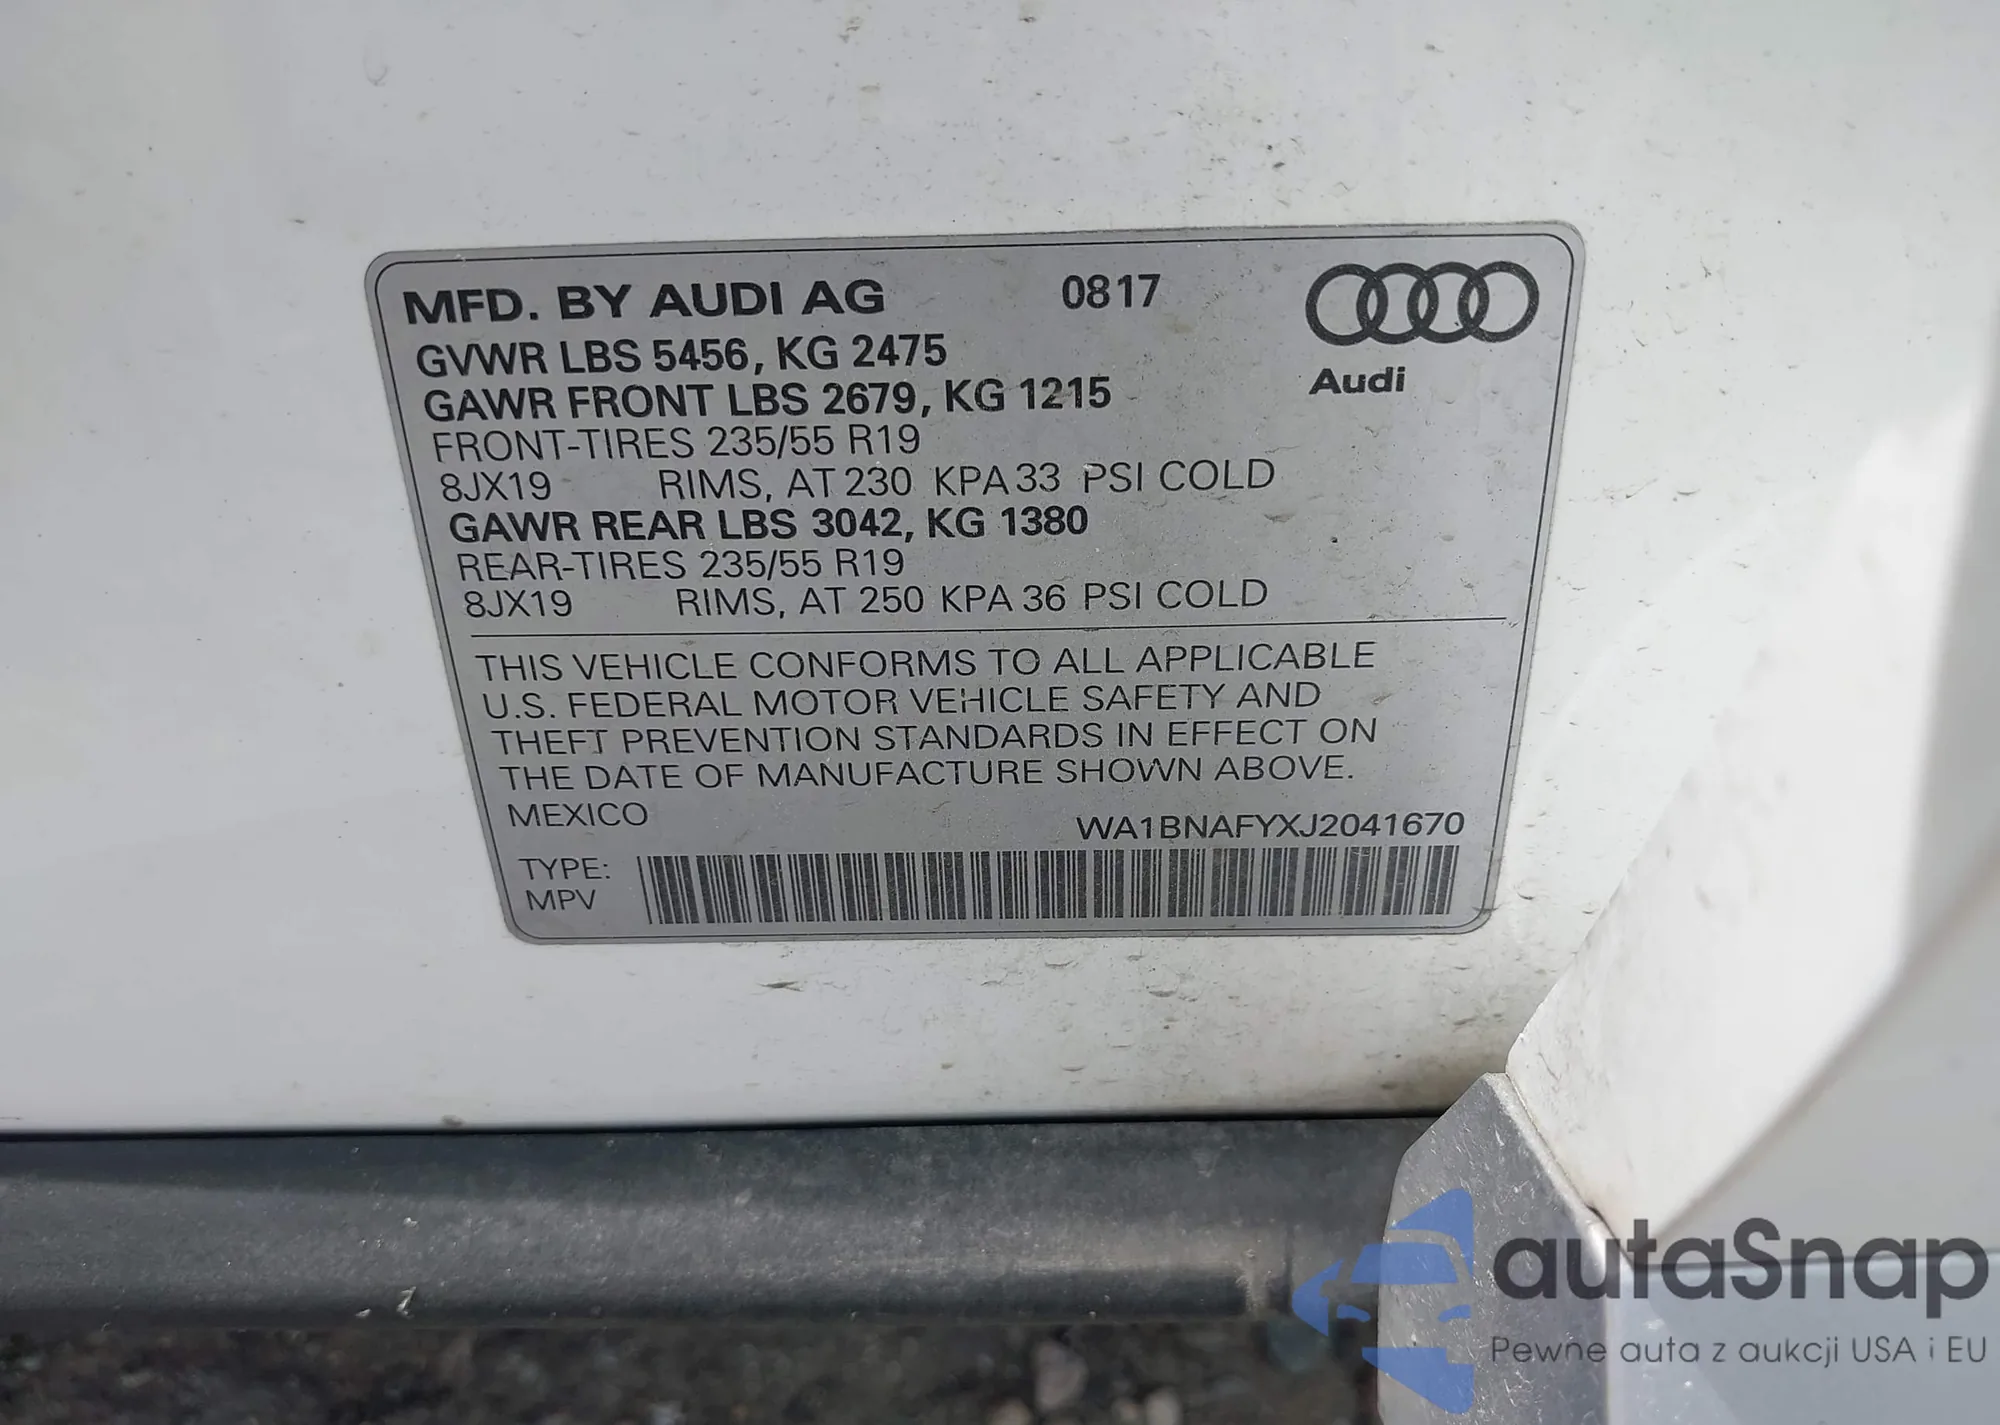 MFD. BY AUDI AG 0817
GVWR LBS 5456, KG 2475
GAWR FRONT LBS 2679, KG 1215
Audi
FRONT-TIRES 235/55 R19
8JX19 RIMS, AT 230 KPA 33 PSI COLD
GAWR REAR LBS 3042, KG 1380
REAR-TIRES 235/55 R19
8JX19 RIMS, AT 250 KPA 36 PSI COLD
THIS VEHICLE CONFORMS TO ALL APPLICABLE
U.S. FEDERAL MOTOR VEHICLE SAFETY AND
THEFT PREVENTION STANDARDS IN EFFECT ON
THE DATE OF MANUFACTURE SHOWN ABOVE.
MEXICO
WA1BNAFYXJ2041670
TYPE:
MPV
autaSnap
Pewne auta z aukcji USA i EU